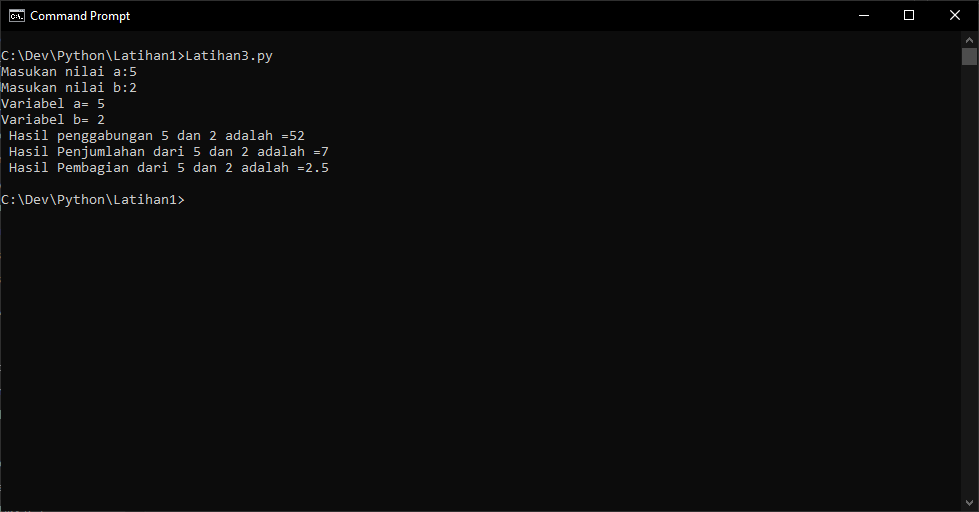 Command Prompt
C:\Dev\Python\Latihan1>Latihan3.py
Masukan nilai a:5
Masukan nilai b:2
Variabel a= 5
Variabel b= 2
Hasil penggabungan 5 dan 2 adalah =52
Hasil Penjumlahan dari 5 dan 2 adalah =7
Hasil Pembagian dari 5 dan 2 adalah =2.5
C:\Dev\Python\Latihan1>